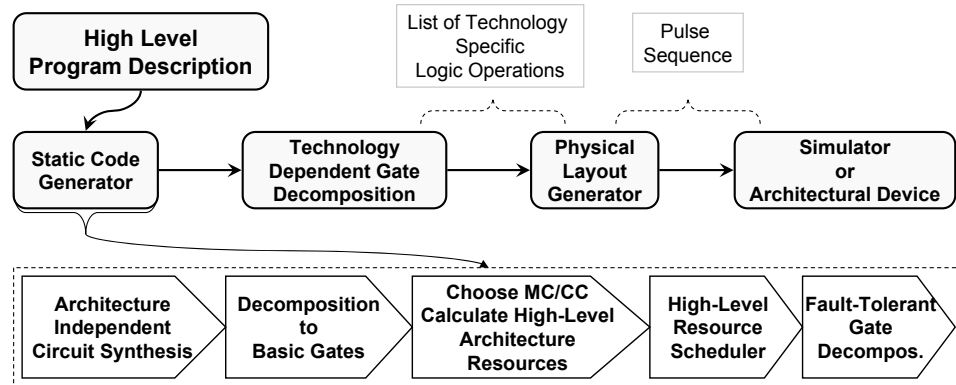 High Level
Program Description
List of Technology
Specific
Logic Operations
Pulse
Sequence
Static Code
Generator
Technology
Dependent Gate
Decomposition
Physical
Layout
Generator
Simulator
or
Architectural Device
Architecture
Independent
Circuit Synthesis
Decomposition
to
Basic Gates
Choose MC/CC
Calculate High-Level
Architecture
Resources
High-Level
Resource
Scheduler
Fault-Tolerant
Gate
Decompos.